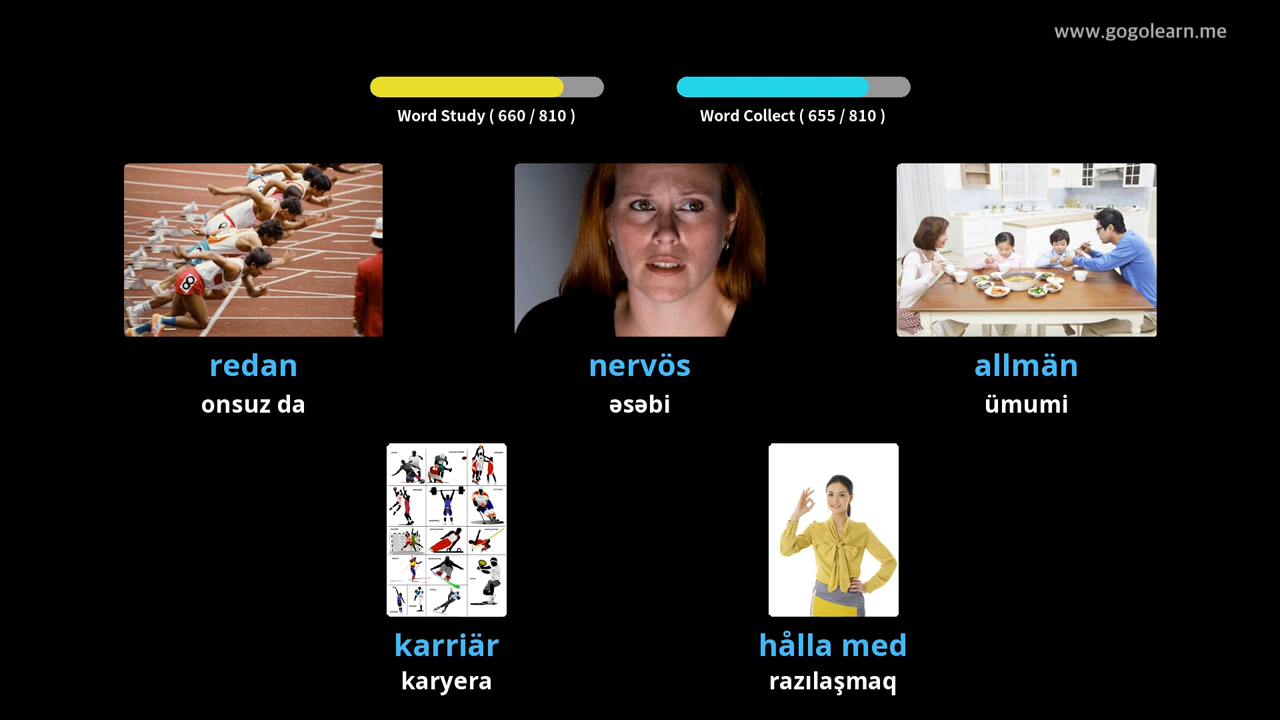 www.gogolearn.me
Word Study ( 660 / 810 )
Word Collect ( 655 / 810 )
redan
nervös
allmän
onsuz da
əsəbi
ümumi
karriär
hålla med
karyera
razılaşmaq